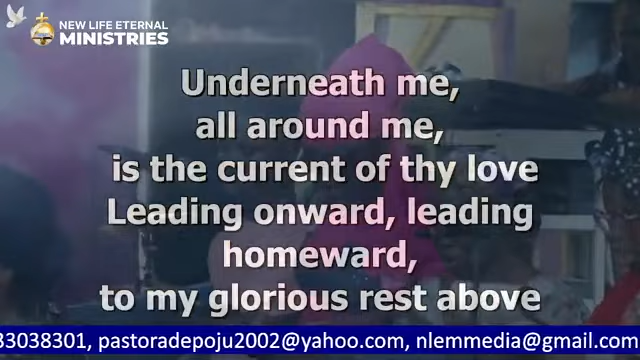 NEW LIFE ETERNAL
MINISTRIES
Underneath me,
all around me,
is the current of thy love
Leading onward, leading
homeward,
to my glorious rest above
33038301, pastoradepoju2002@yahoo.com, nlemmedia@gmail.com